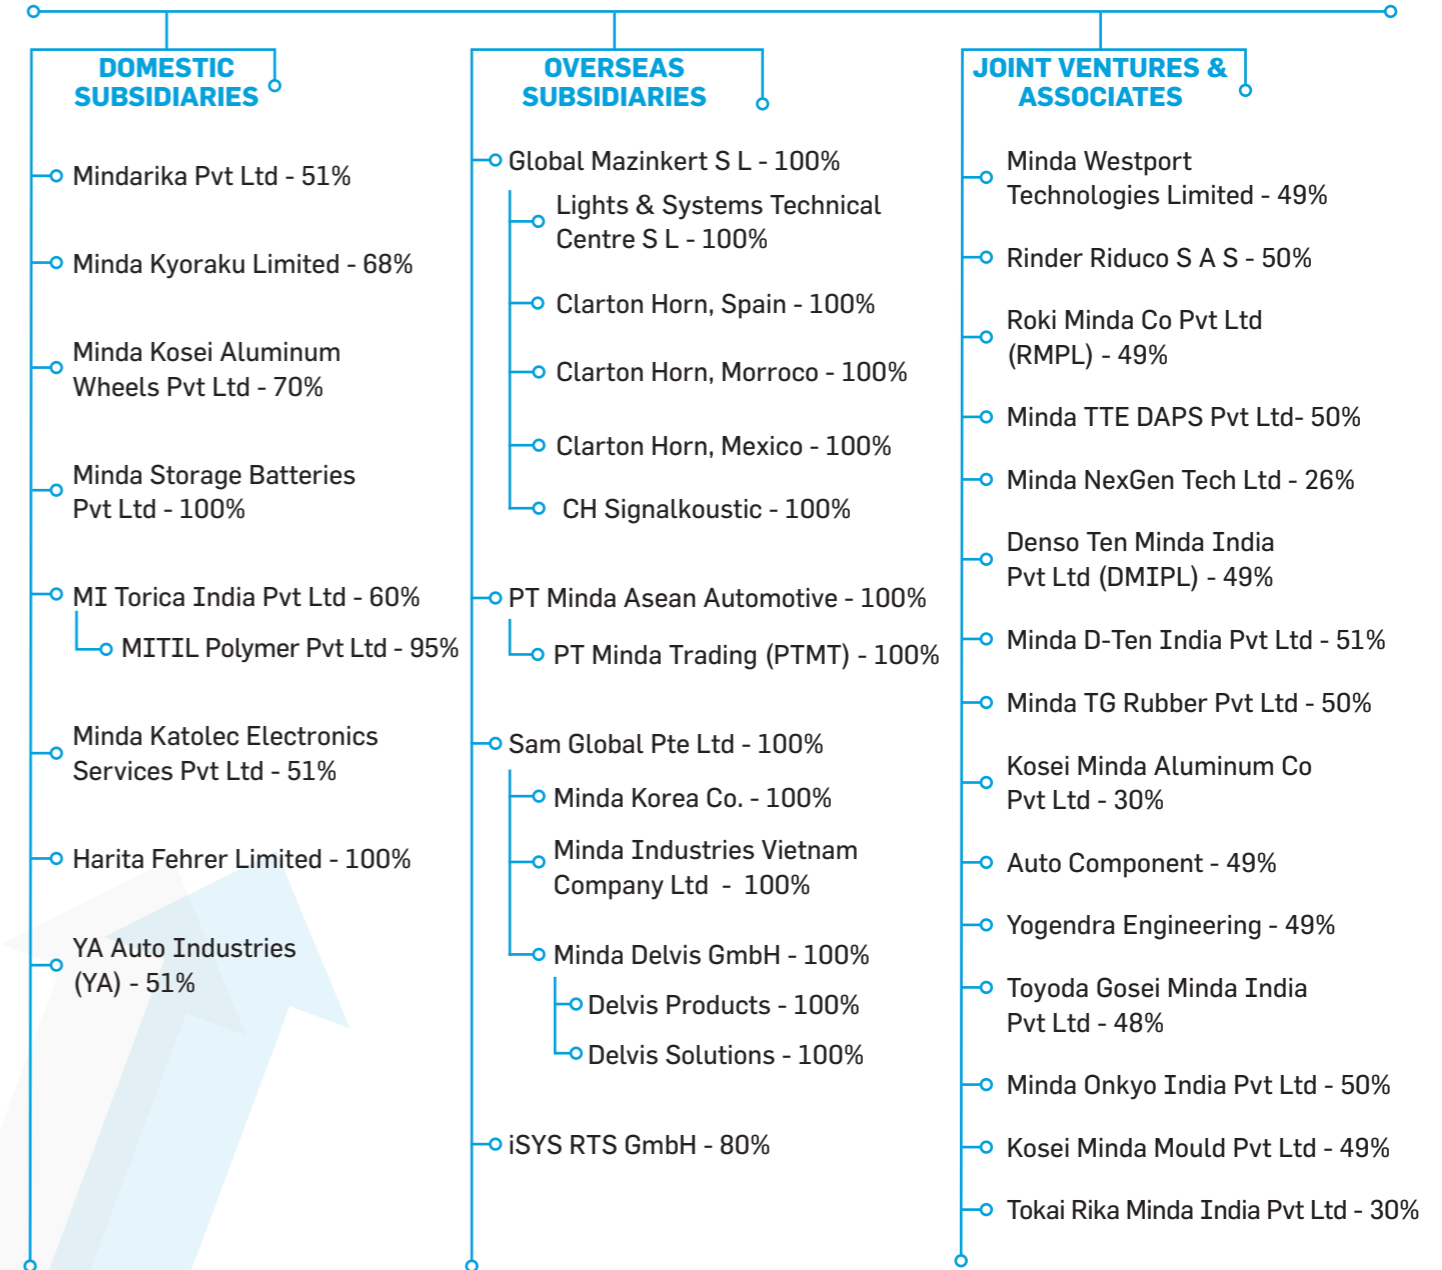 DOMESTIC
SUBSIDIARIES
Mindarika Pvt Ltd - 51%
Minda Kyoraku Limited - 68%
Minda Kosei Aluminum
Wheels Pvt Ltd - 70%
Minda Storage Batteries
Pvt Ltd - 100%
MI Torica India Pvt Ltd - 60%
MITIL Polymer Pvt Ltd - 95%
Minda Katolec Electronics
Services Pvt Ltd - 51%
Harita Fehrer Limited - 100%
YA Auto Industries
(YA) - 51%
OVERSEAS
SUBSIDIARIES
Global Mazinkert S L - 100%
Lights & Systems Technical
Centre S L - 100%
Clarton Horn, Spain - 100%
Clarton Horn, Morroco - 100%
Clarton Horn, Mexico - 100%
CH Signalkoustic - 100%
PT Minda Asean Automotive - 100%
PT Minda Trading (PTMT) - 100%
Sam Global Pte Ltd - 100%
Minda Korea Co. - 100%
Minda Industries Vietnam
Company Ltd - 100%
Minda Delvis GmbH - 100%
Delvis Products - 100%
Delvis Solutions - 100%
iSYS RTS GmbH - 80%
JOINT VENTURES &
ASSOCIATES
Minda Westport
Technologies Limited - 49%
Rinder Riduco S A S - 50%
Roki Minda Co Pvt Ltd
(RMPL) - 49%
Minda TTE DAPS Pvt Ltd- 50%
Minda NexGen Tech Ltd - 26%
Denso Ten Minda India
Pvt Ltd (DMIPL) - 49%
Minda D-Ten India Pvt Ltd - 51%
Minda TG Rubber Pvt Ltd - 50%
Kosei Minda Aluminum Co
Pvt Ltd - 30%
Auto Component - 49%
Yogendra Engineering - 49%
Toyoda Gosei Minda India
Pvt Ltd - 48%
Minda Onkyo India Pvt Ltd - 50%
Kosei Minda Mould Pvt Ltd - 49%
Tokai Rika Minda India Pvt Ltd - 30%